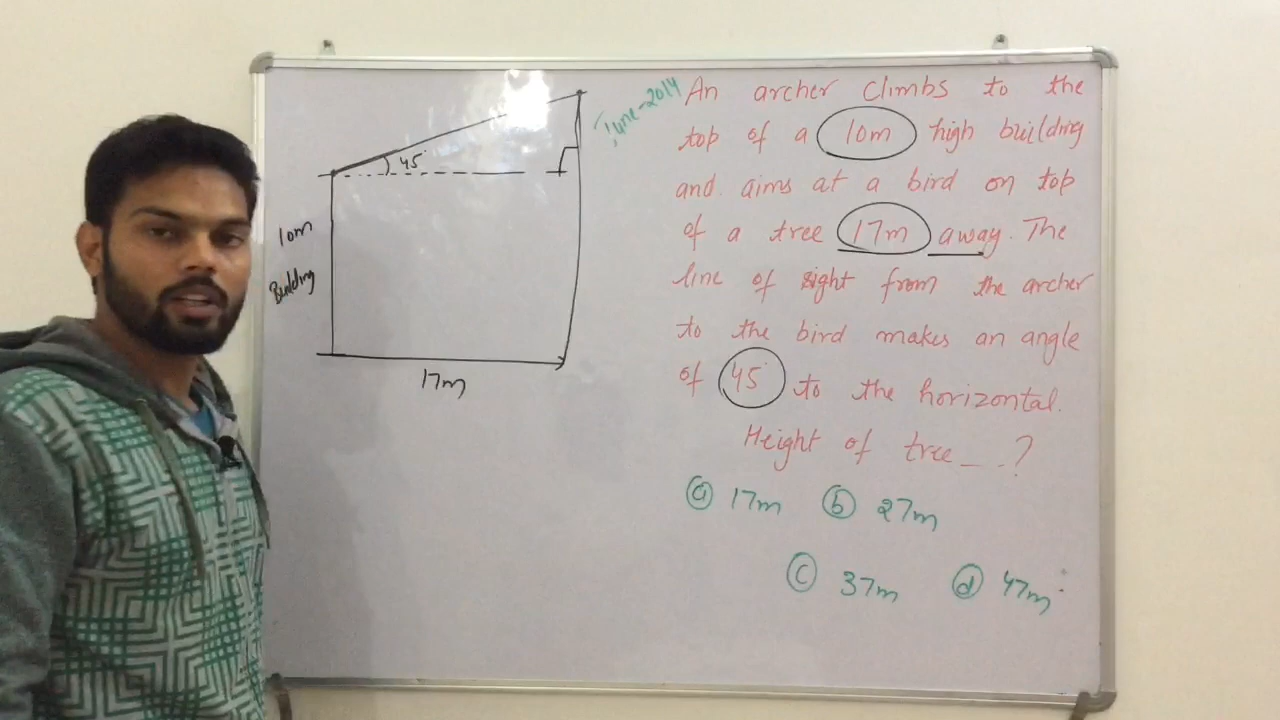 June-2014
An archer climbs to the
top of a 10m high building
and aims at a bird on top
of a tree 17m away. The
line of sight from the archer
to the bird makes an angle
of 45° to the horizontal.
Height of tree _ _ . ?
(a) 17m (b) 27m
(c) 37m (d) 47m
45°
10m
Building
17m